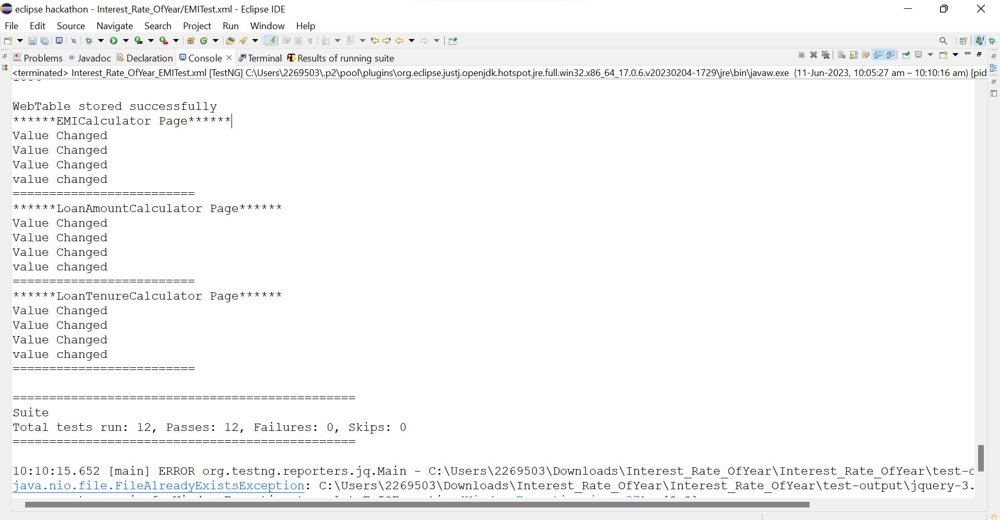 eclipse hackathon - Interest_Rate_OfYear/EMITest.xml - Eclipse IDE
File Edit Source Navigate Search Project Run Window Help
Problems @ Javadoc Declaration Console Terminal Results of running suite
<terminated> Interest_Rate_OfYear_EMITest.xml [TestNG] C:\Users\2269503\.p2\pool\plugins\org.eclipse.justj.openjdk.hotspot.jre.full.win32.x86_64_17.0.6.v20230204-1729\jre\bin\javaw.exe (11-Jun-2023, 10:05:27 am – 10:10:16 am) [pid
WebTable stored successfully
******EMICalculator Page******
Value Changed
Value Changed
Value Changed
value changed
=========================
******LoanAmountCalculator Page******
Value Changed
Value Changed
Value Changed
value changed
=========================
******LoanTenureCalculator Page******
Value Changed
Value Changed
Value Changed
value changed
=========================
===============================================
Suite
Total tests run: 12, Passes: 12, Failures: 0, Skips: 0
===============================================
10:10:15.652 [main] ERROR org.testng.reporters.jq.Main - C:\Users\2269503\Downloads\Interest_Rate_OfYear\Interest_Rate_OfYear\test-
java.nio.file.FileAlreadyExistsException: C:\Users\2269503\Downloads\Interest_Rate_OfYear\Interest_Rate_OfYear\test-output\jquery-3.